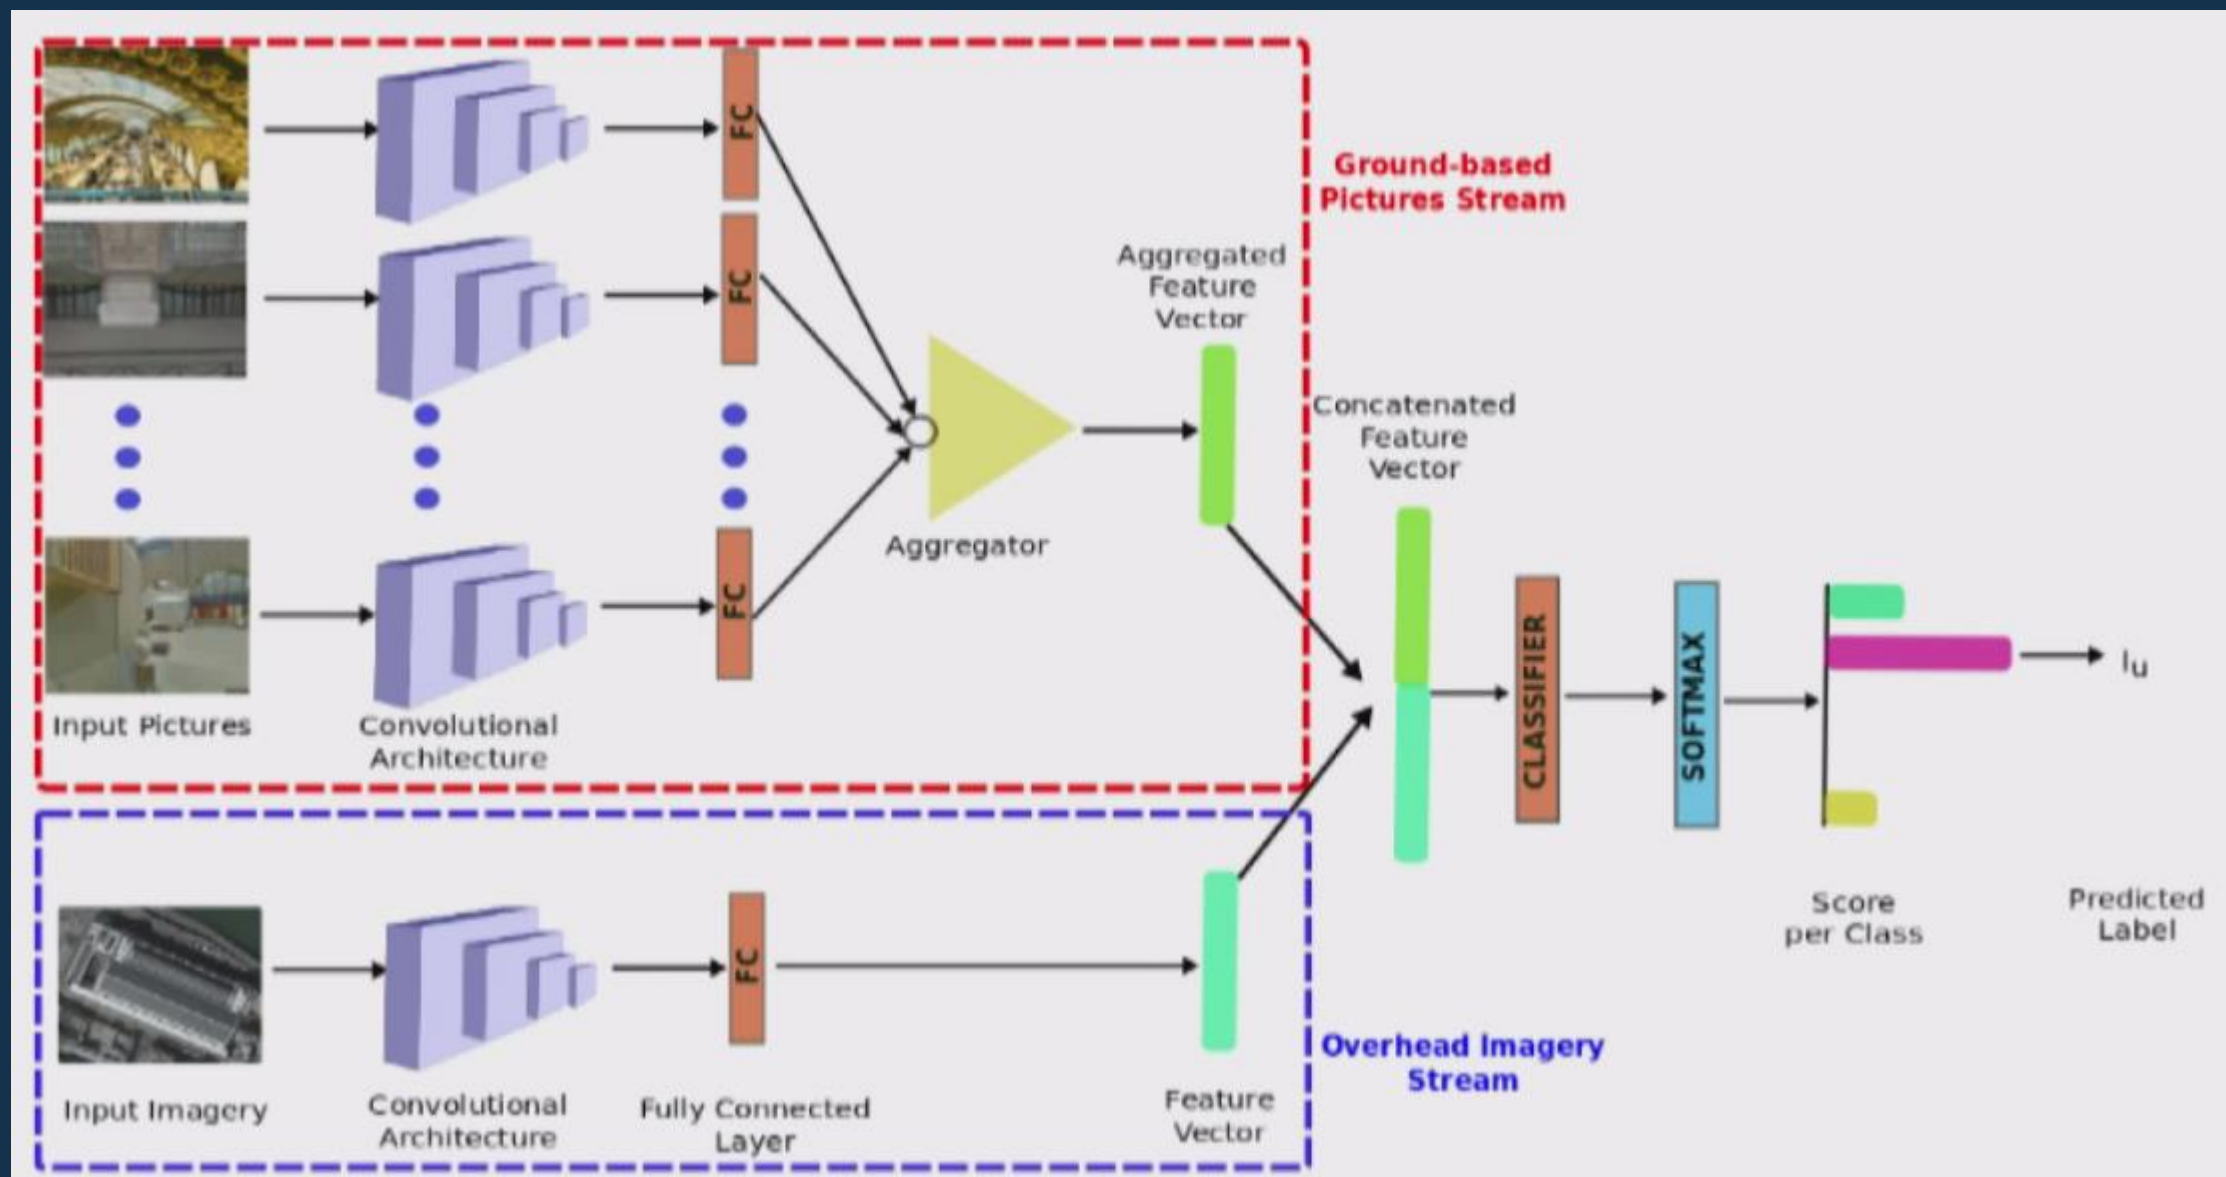 FC
FC
FC
Ground-based
Pictures Stream
Aggregated
Feature
Vector
Aggregator
Input Pictures
Convolutional
Architecture
Concatenated
Feature
Vector
CLASSIFIER
SOFTMAX
lu
Score
per Class
Predicted
Label
FC
Input Imagery
Convolutional
Architecture
Fully Connected
Layer
Feature
Vector
Overhead Imagery
Stream